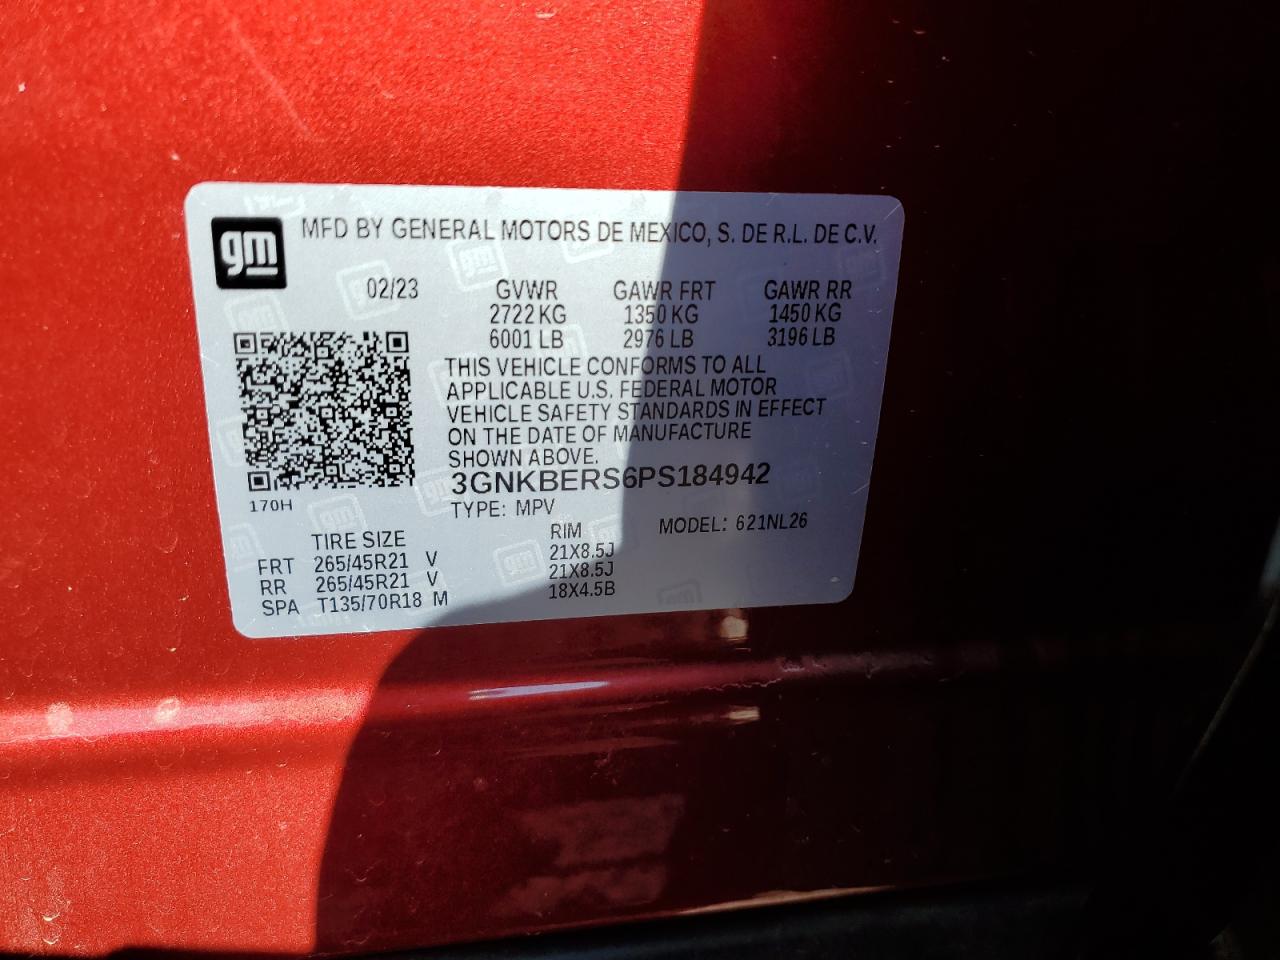 gm
MFD BY GENERAL MOTORS DE MEXICO, S. DE R.L. DE C.V.
02/23 GVWR GAWR FRT GAWR RR
2722 KG 1350 KG 1450 KG
6001 LB 2976 LB 3196 LB
THIS VEHICLE CONFORMS TO ALL
APPLICABLE U.S. FEDERAL MOTOR
VEHICLE SAFETY STANDARDS IN EFFECT
ON THE DATE OF MANUFACTURE
SHOWN ABOVE.
3GNKBERS6PS184942
170H
TYPE: MPV
MODEL: 621NL26
TIRE SIZE RIM
FRT 265/45R21 V 21X8.5J
RR 265/45R21 V 21X8.5J
SPA T135/70R18 M 18X4.5B